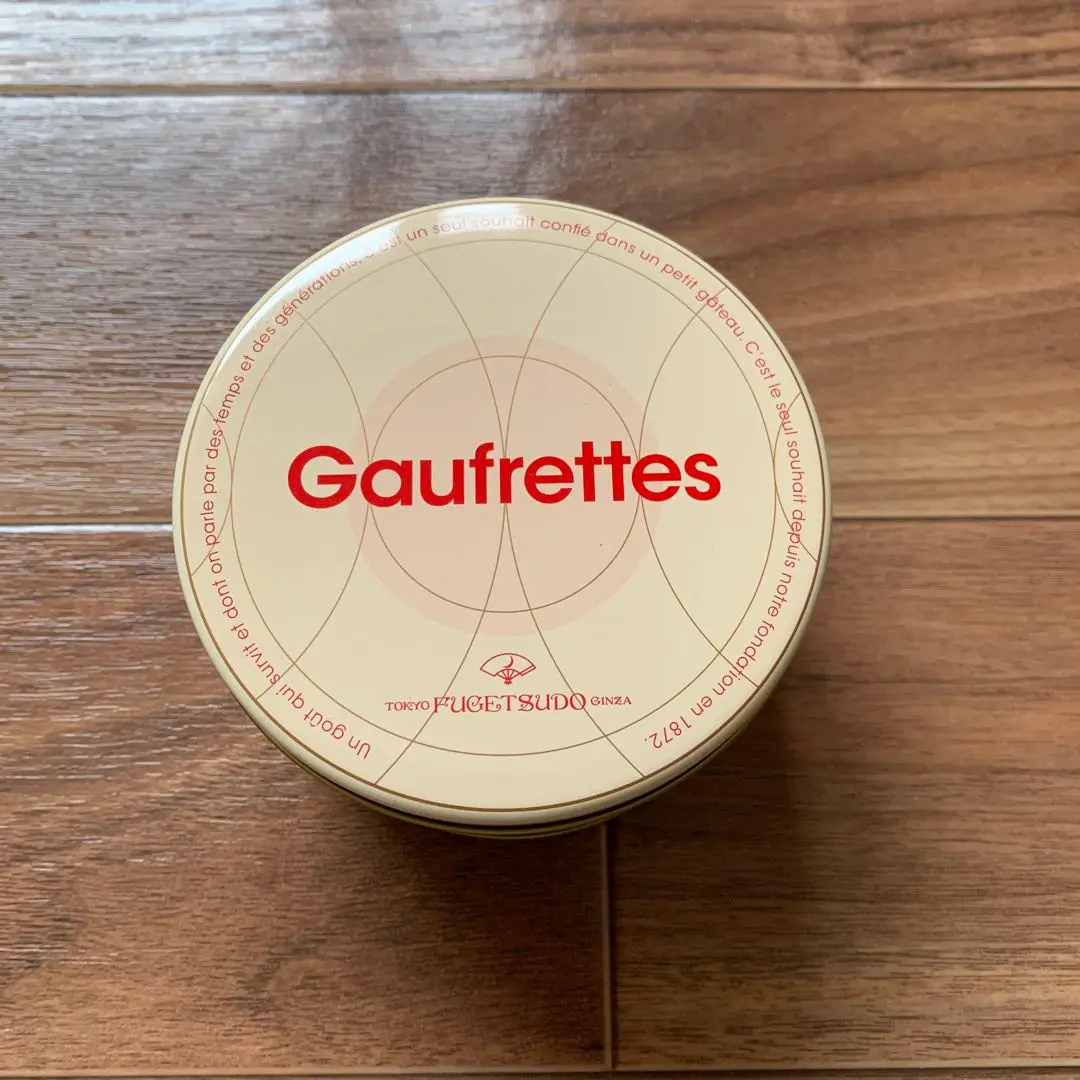 Un goût qui survit et dont on parle par des temps et des générations, c'est un seul souhait confié dans un petit gâteau. C'est le seul souhait depuis notre fondation en 1872.
Gaufrettes
TOKYO FUGETSUDO GINZA